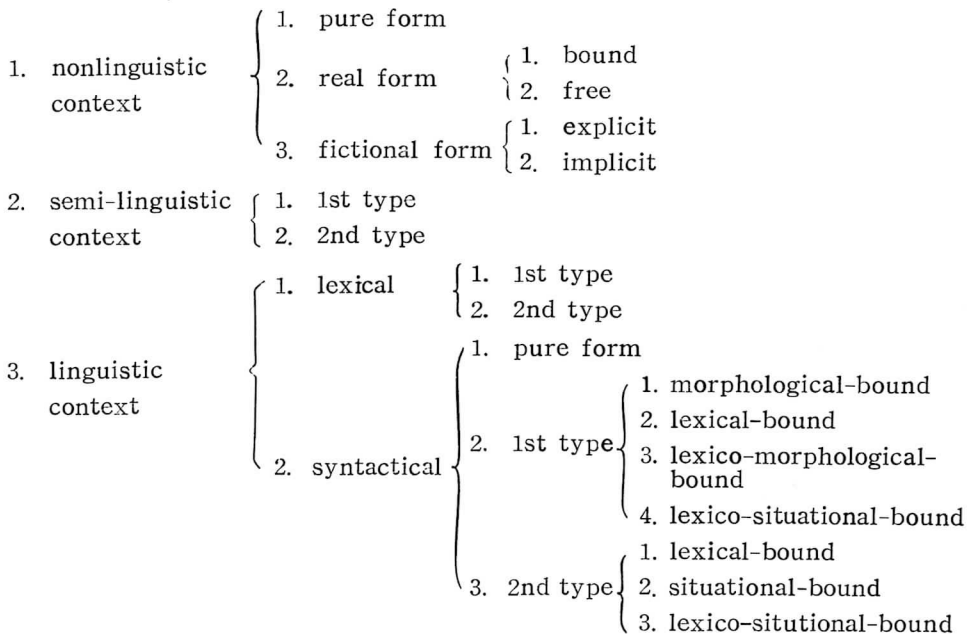 1. pure form
1. nonlinguistic context
2. real form
1. bound
2. free
3. fictional form
1. explicit
2. implicit
2. semi-linguistic context
1. 1st type
2. 2nd type
3. linguistic context
1. lexical
1. 1st type
2. 2nd type
2. syntactical
1. pure form
2. 1st type
1. morphological-bound
2. lexical-bound
3. lexico-morphological-
bound
4. lexico-situational-bound
3. 2nd type
1. lexical-bound
2. situational-bound
3. lexico-situtional-bound